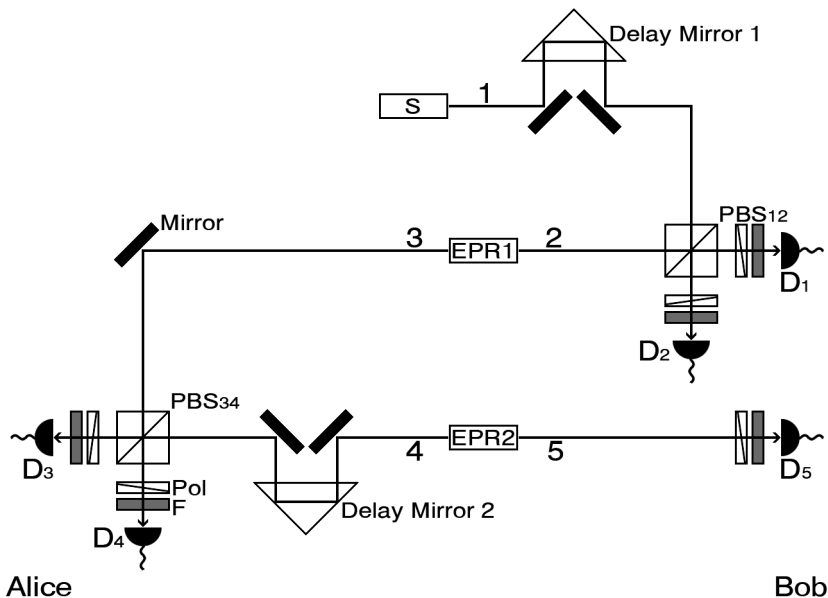 Delay Mirror 1
1
S
PBS12
Mirror
3
EPR1
2
D1
D2
PBS34
4
EPR2
5
D3
D5
Pol
F
Delay Mirror 2
D4
Alice
Bob